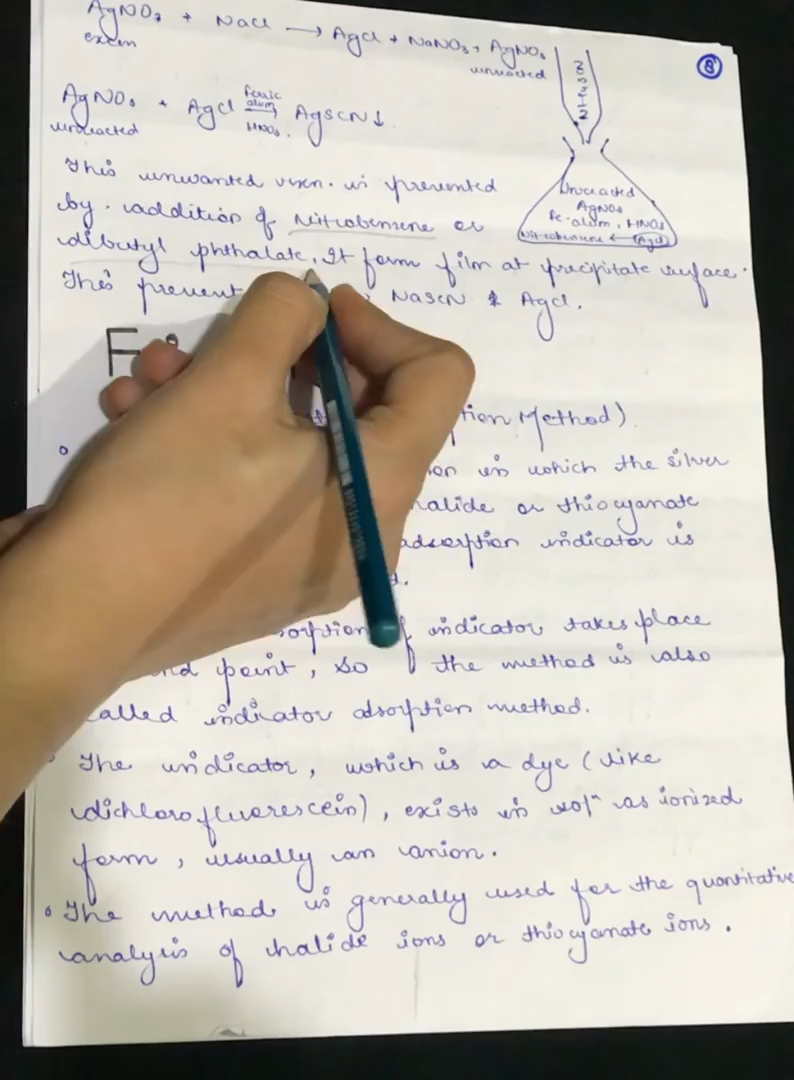 8
AgNO3 + NaCl → AgCl + NaNO3 + AgNO3
excess unreacted
AgNO3 + AgCl ferric alum HNO3 → AgSCN↓
unreacted
NaSCN
Unreacted
AgNO3
Fe-alum, HNO3
Nitrobenzene ← AgCl
This unwanted rxn. is prevented
by addition of Nitrobenzene or
dibutyl phthalate. It form film at precipitate surface.
This prevent NaSCN & AgCl.
F
tion Method).
on in which the silver
halide or thiocyanate
adsorption indicator is
orption of indicator takes place
nd point, so the method is also
called indicator adsorption method.
The indicator, which is a dye (like
dichlorofluorescein), exists in solⁿ as ionized
form, usually an anion.
The method is generally used for the quantitative
analysis of halide ions or thiocyanate ions.